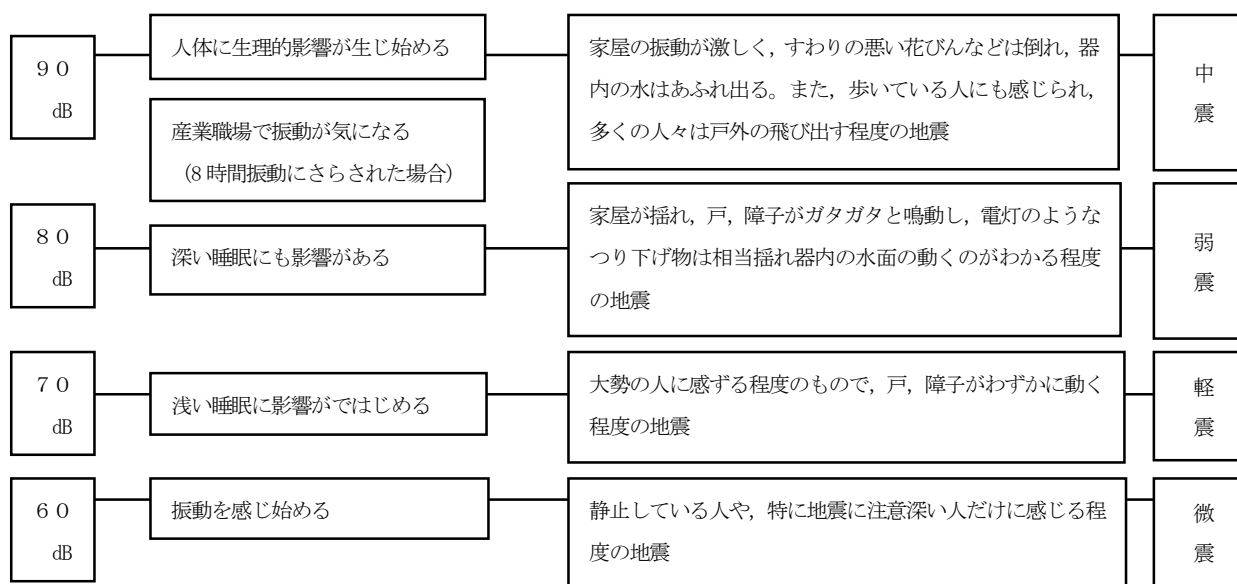 90
dB
人体に生理的影響が生じ始める
産業職場で振動が気になる
(8時間振動にさらされた場合)
家屋の振動が激しく，すわりの悪い花びんなどは倒れ，器
内の水はあふれ出る。また，歩いている人にも感じられ，
多くの人々は戸外の飛び出す程度の地震
中
震
80
dB
深い睡眠にも影響がある
家屋が揺れ，戸，障子がガタガタと鳴動し，電灯のような
つり下げ物は相当揺れ器内の水面の動くのがわかる程度
の地震
弱
震
70
dB
浅い睡眠に影響がではじめる
大勢の人に感ずる程度のもので，戸，障子がわずかに動く
程度の地震
軽
震
60
dB
振動を感じ始める
静止している人や，特に地震に注意深い人だけに感じる程
度の地震
微
震